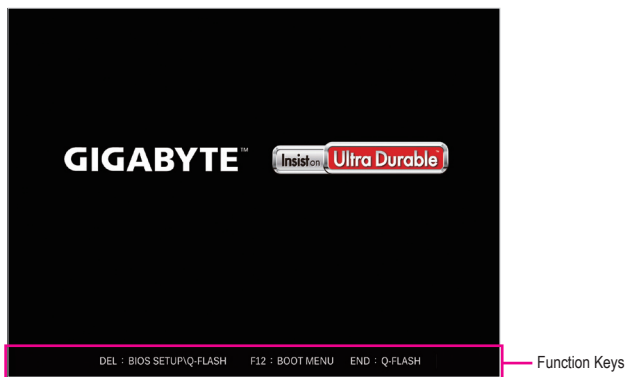 GIGABYTE™ Insist on Ultra Durable™
DEL : BIOS SETUP\Q-FLASH F12 : BOOT MENU END : Q-FLASH
Function Keys